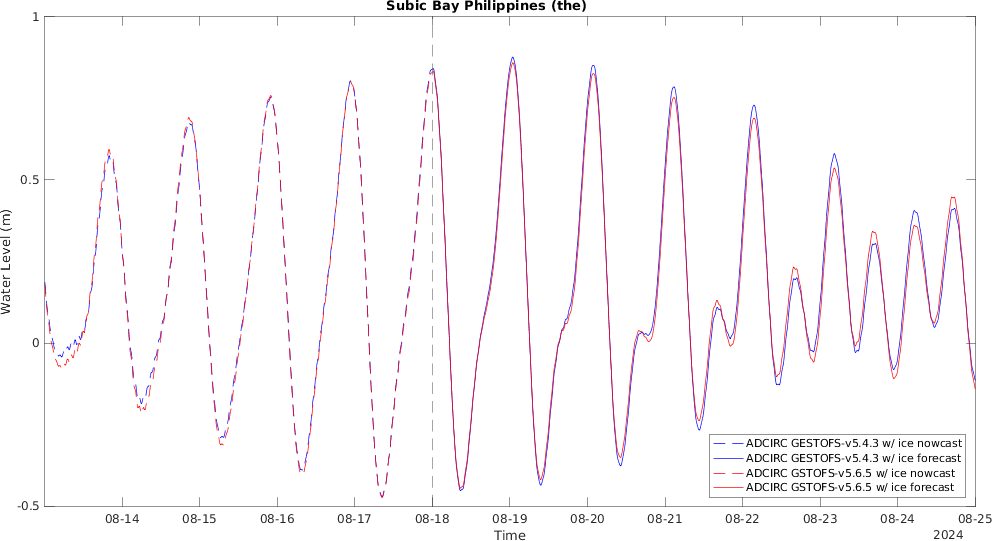 Subic Bay Philippines (the)
1
0.5
0
-0.5
Water Level (m)
ADCIRC GESTOFS-v5.4.3 w/ ice nowcast
ADCIRC GESTOFS-v5.4.3 w/ ice forecast
ADCIRC GSTOFS-v5.6.5 w/ ice nowcast
ADCIRC GSTOFS-v5.6.5 w/ ice forecast
08-14 08-15 08-16 08-17 08-18 08-19 08-20 08-21 08-22 08-23 08-24 08-25
Time
2024